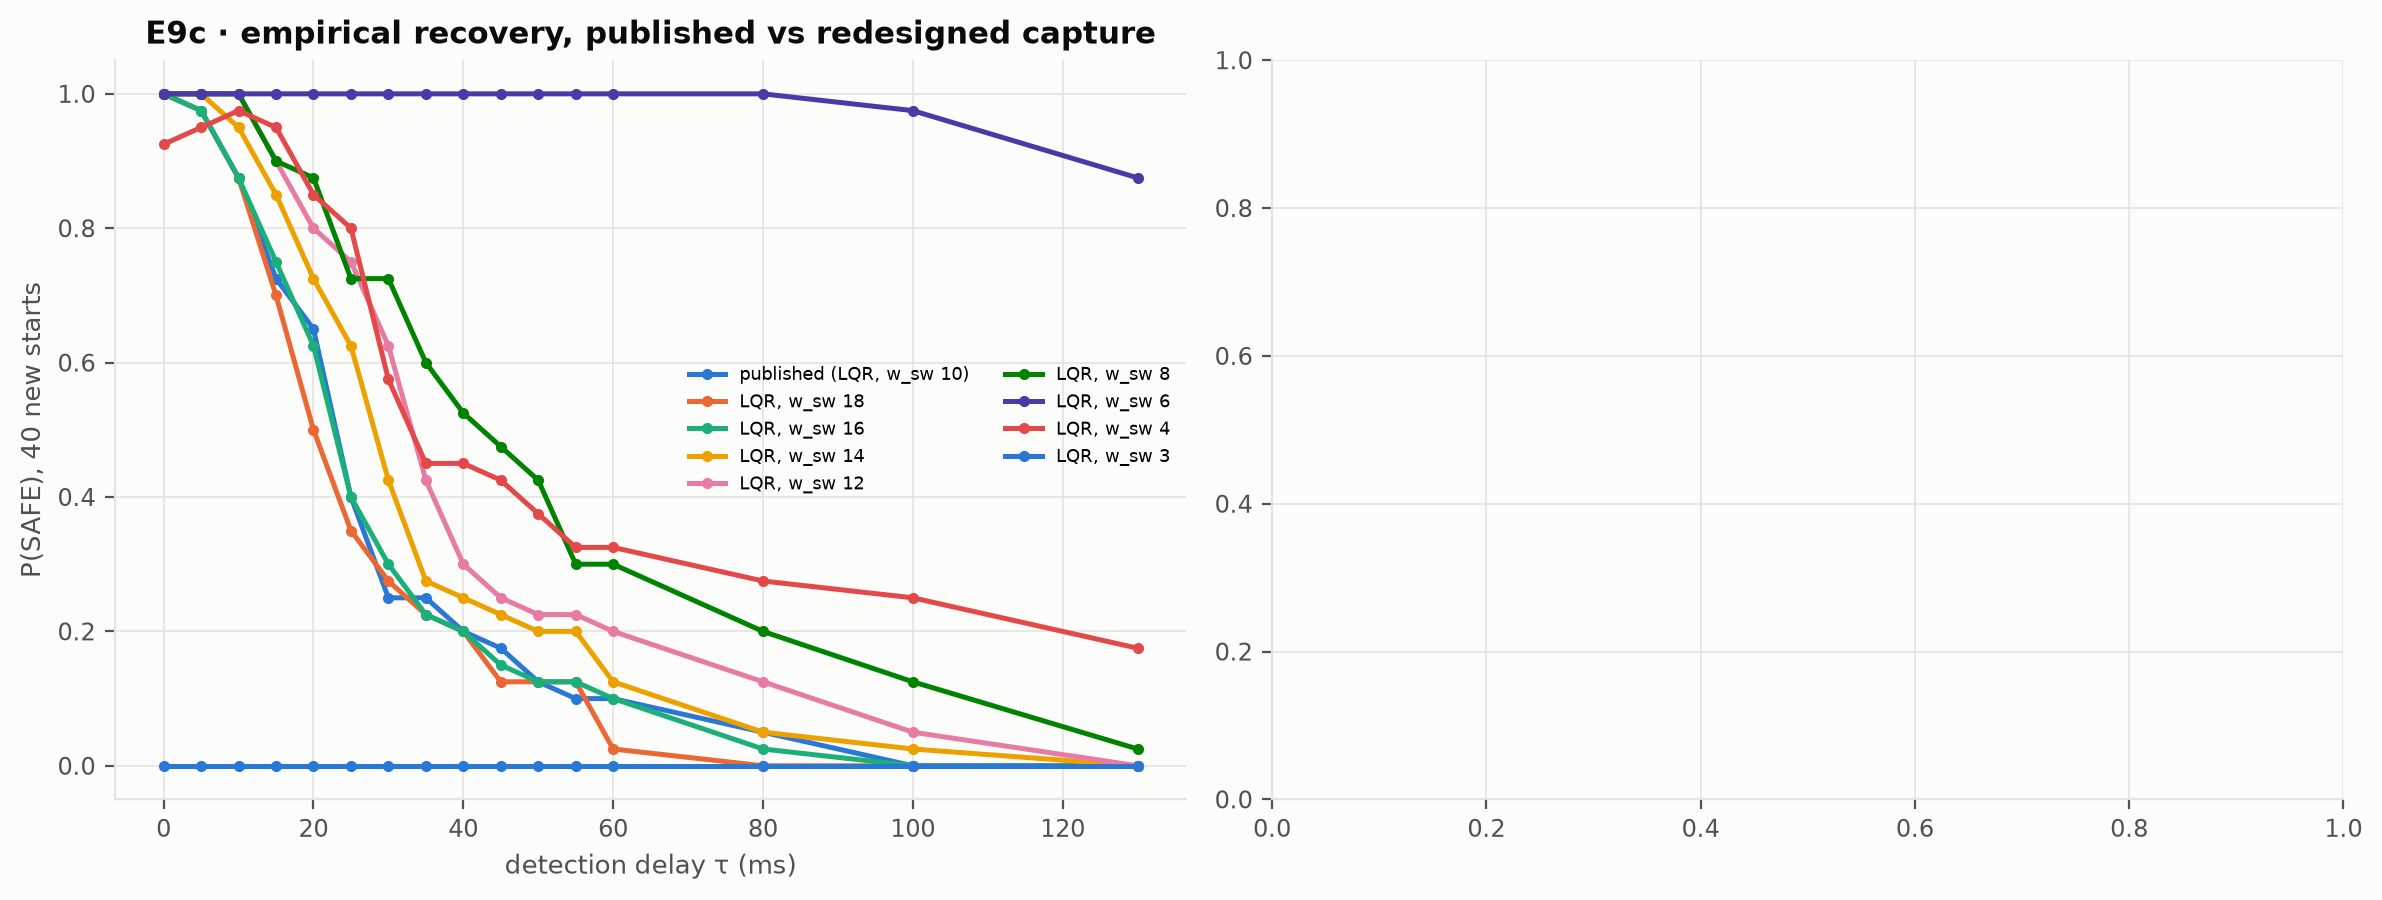 E9c · empirical recovery, published vs redesigned capture
P(SAFE), 40 new starts
1.0
0.8
0.6
0.4
0.2
0.0
0 20 40 60 80 100 120
detection delay τ (ms)
published (LQR, w_sw 10)
LQR, w_sw 18
LQR, w_sw 16
LQR, w_sw 14
LQR, w_sw 12
LQR, w_sw 8
LQR, w_sw 6
LQR, w_sw 4
LQR, w_sw 3
1.0
0.8
0.6
0.4
0.2
0.0
0.0 0.2 0.4 0.6 0.8 1.0